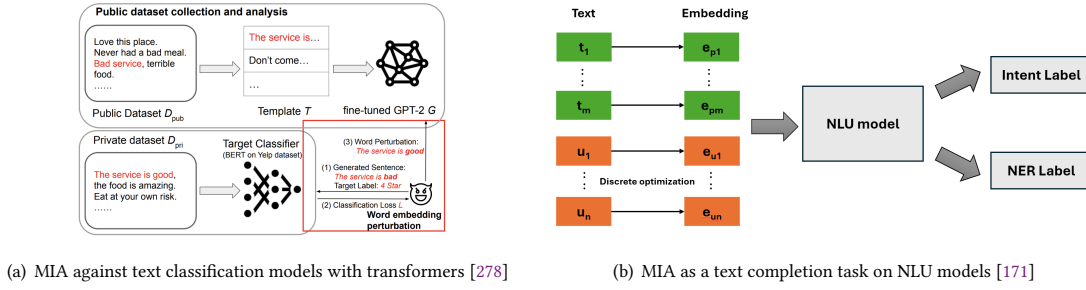 Public dataset collection and analysis
Love this place.
Never had a bad meal.
Bad service, terrible
food.
......
The service is...
Don't come...
...
Public Dataset D_pub
Template T
fine-tuned GPT-2 G
Private dataset D_pri
The service is good,
the food is amazing.
Eat at your own risk.
......
Target Classifier
(BERT on Yelp dataset)
(3) Word Perturbation:
The service is good
(1) Generated Sentence:
The service is bad
Target Label: 4 Star
(2) Classification Loss L
Word embedding
perturbation
(a) MIA against text classification models with transformers [278]
Text
Embedding
t1
e_p1
tm
e_pm
u1
e_u1
Discrete optimization
un
e_un
NLU model
Intent Label
NER Label
(b) MIA as a text completion task on NLU models [171]